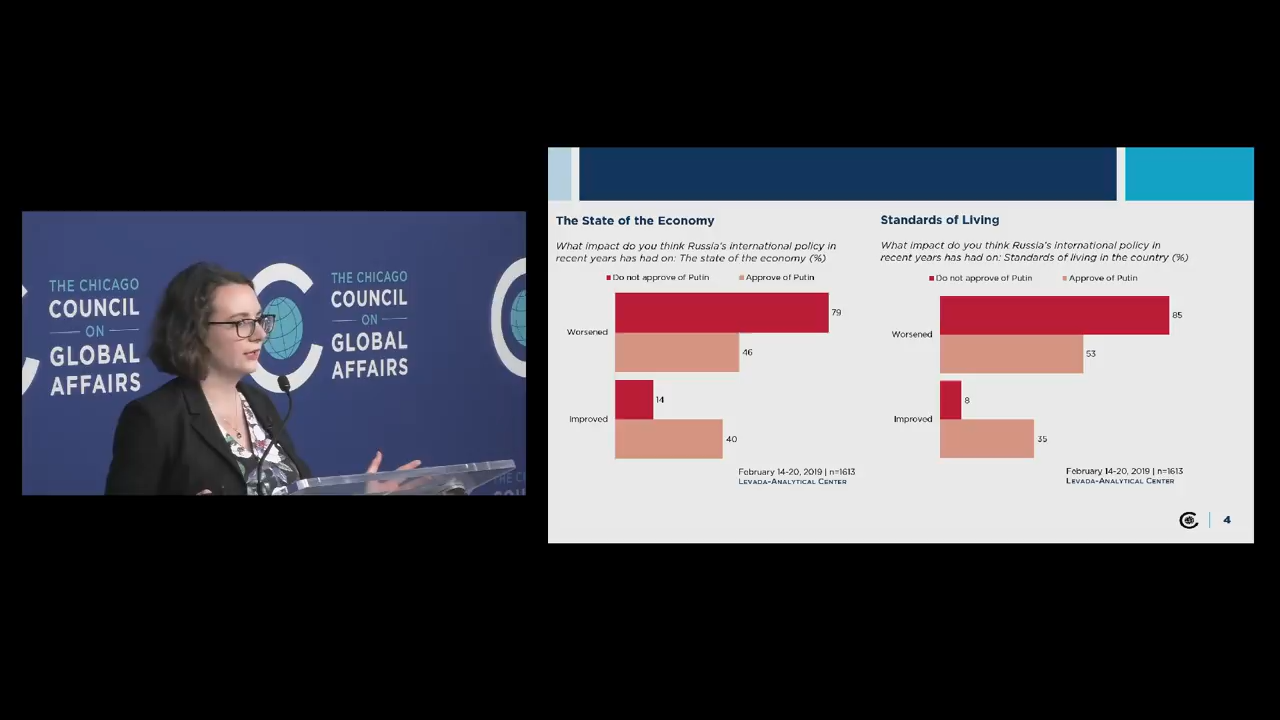 THE CHICAGO
COUNCIL
ON
GLOBAL
AFFAIRS
THE CHICAGO
COUNCIL
ON
GLOBAL
AFFAIRS
The State of the Economy
What impact do you think Russia's international policy in
recent years has had on: The state of the economy (%)
Do not approve of Putin Approve of Putin
Worsened
79
46
Improved
14
40
February 14-20, 2019 | n=1613
LEVADA-ANALYTICAL CENTER
Standards of Living
What impact do you think Russia's international policy in
recent years has had on: Standards of living in the country (%)
Do not approve of Putin Approve of Putin
Worsened
85
53
Improved
8
35
February 14-20, 2019 | n=1613
LEVADA-ANALYTICAL CENTER
4